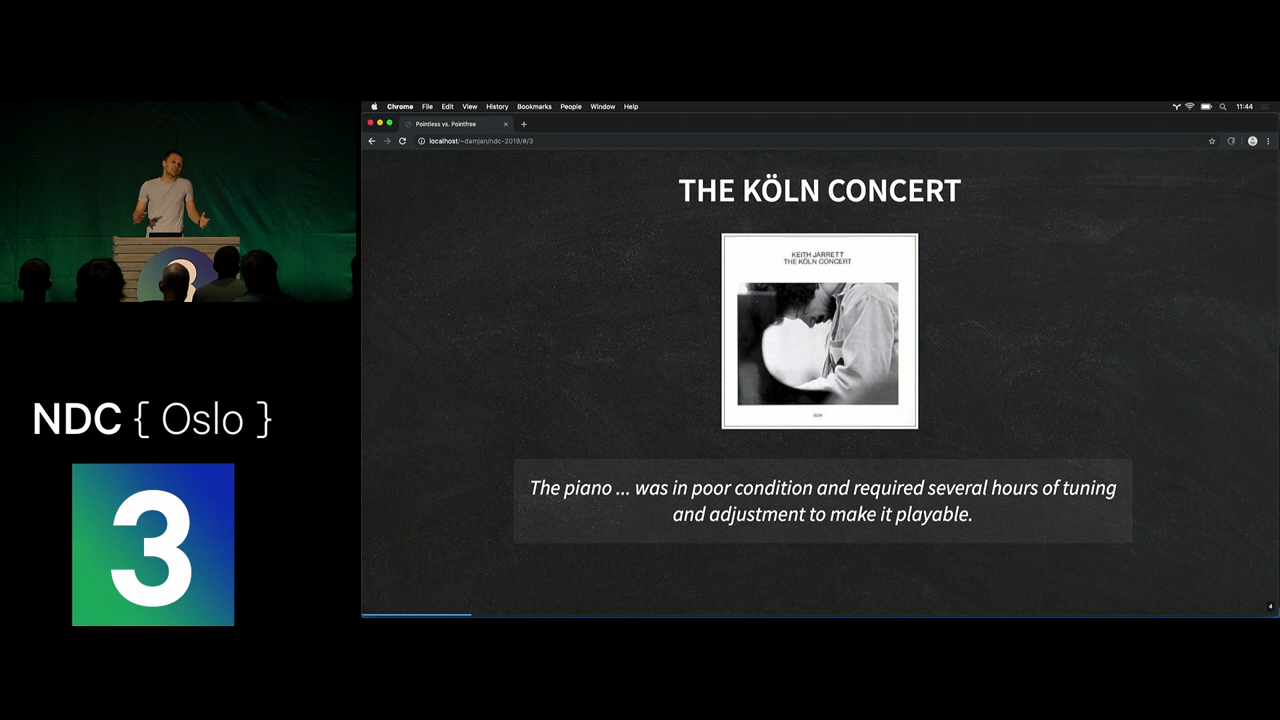 Chrome File Edit View History Bookmarks People Window Help 11:44
Pointless vs. Pointfree
localhost/~damjan/ndc-2019/#/3
THE KÖLN CONCERT
KEITH JARRETT
THE KÖLN CONCERT
ECM
The piano ... was in poor condition and required several hours of tuning
and adjustment to make it playable.
4
3
NDC { Oslo }
3